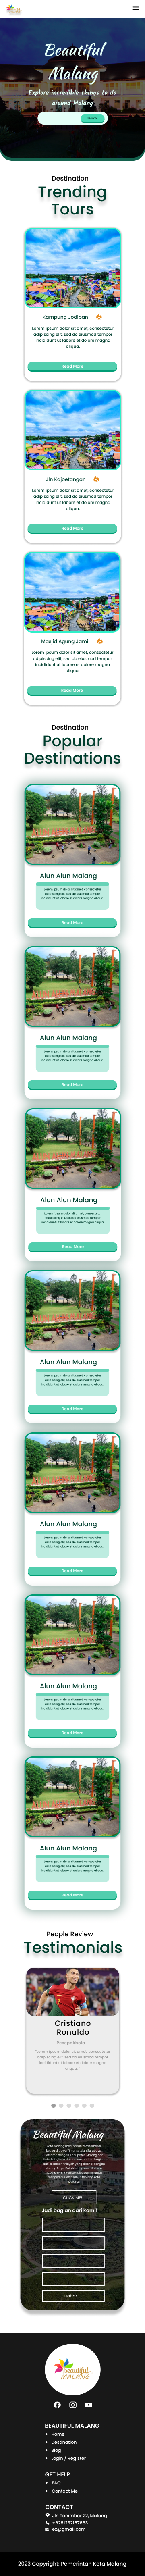 Beautiful
Malang
Explore incredible things to do
around Malang
Search
Destination
Trending
Tours
Kampung Jodipan
Lorem ipsum dolor sit amet, consectetur
adipiscing elit, sed do eiusmod tempor
incididunt ut labore et dolore magna
aliqua.
Read More
Jln Kajoetangan
Lorem ipsum dolor sit amet, consectetur
adipiscing elit, sed do eiusmod tempor
incididunt ut labore et dolore magna
aliqua.
Read More
Masjid Agung Jami
Lorem ipsum dolor sit amet, consectetur
adipiscing elit, sed do eiusmod tempor
incididunt ut labore et dolore magna
aliqua.
Read More
Destination
Popular
Destinations
Alun Alun Malang
Lorem ipsum dolor sit amet, consectetur
adipiscing elit, sed do eiusmod tempor
incididunt ut labore et dolore magna aliqua.
Read More
Alun Alun Malang
Lorem ipsum dolor sit amet, consectetur
adipiscing elit, sed do eiusmod tempor
incididunt ut labore et dolore magna aliqua.
Read More
Alun Alun Malang
Lorem ipsum dolor sit amet, consectetur
adipiscing elit, sed do eiusmod tempor
incididunt ut labore et dolore magna aliqua.
Read More
Alun Alun Malang
Lorem ipsum dolor sit amet, consectetur
adipiscing elit, sed do eiusmod tempor
incididunt ut labore et dolore magna aliqua.
Read More
Alun Alun Malang
Lorem ipsum dolor sit amet, consectetur
adipiscing elit, sed do eiusmod tempor
incididunt ut labore et dolore magna aliqua.
Read More
Alun Alun Malang
Lorem ipsum dolor sit amet, consectetur
adipiscing elit, sed do eiusmod tempor
incididunt ut labore et dolore magna aliqua.
Read More
Alun Alun Malang
Lorem ipsum dolor sit amet, consectetur
adipiscing elit, sed do eiusmod tempor
incididunt ut labore et dolore magna aliqua.
Read More
People Review
Testimonials
Cristiano
Ronaldo
Pesepakbola
"Lorem ipsum dolor sit amet, consectetur
adipiscing elit, sed do eiusmod tempor
incididunt ut labore et dolore magna
aliqua."
Beautiful Malang
CLICK ME!
Jadi bagian dari kami!
Daftar
beautiful
malang
BEAUTIFUL MALANG
Home
Destination
Blog
Login / Register
GET HELP
FAQ
Contact Me
CONTACT
Jln Tanimbar 22, Malang
+6281332167683
ex@gmail.com
2023 Copyright: Pemerintah Kota Malang